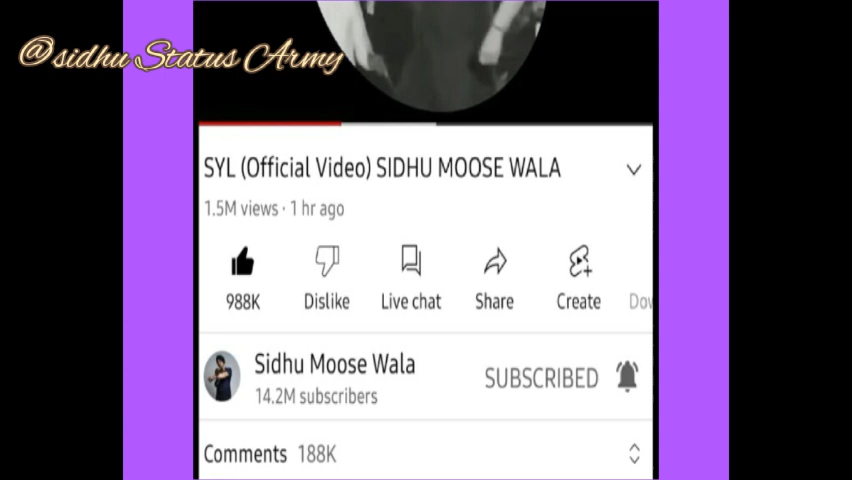 @sidhu Status Army
SYL (Official Video) SIDHU MOOSE WALA
1.5M views · 1 hr ago
988K Dislike Live chat Share Create
Sidhu Moose Wala
SUBSCRIBED
14.2M subscribers
Comments 188K